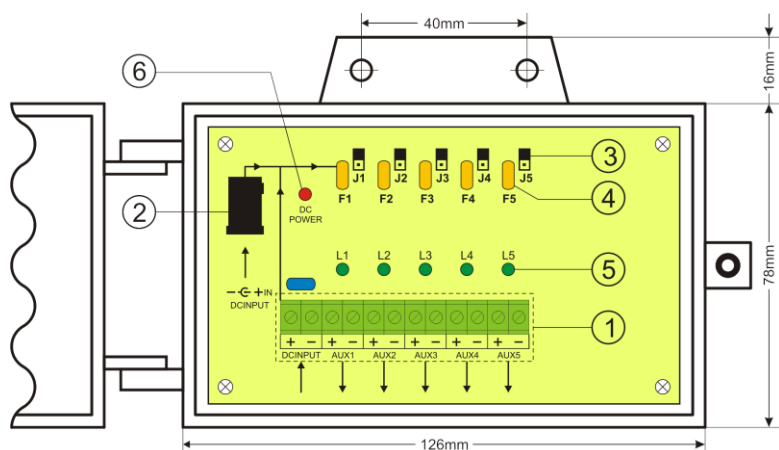 40mm
16mm
6
3
J1 J2 J3 J4 J5
2
4
F1 F2 F3 F4 F5
DC
POWER
L1 L2 L3 L4 L5
5
78mm
− + IN
DCINPUT
1
+ − + − + − + − + − + −
DCINPUT AUX1 AUX2 AUX3 AUX4 AUX5
126mm